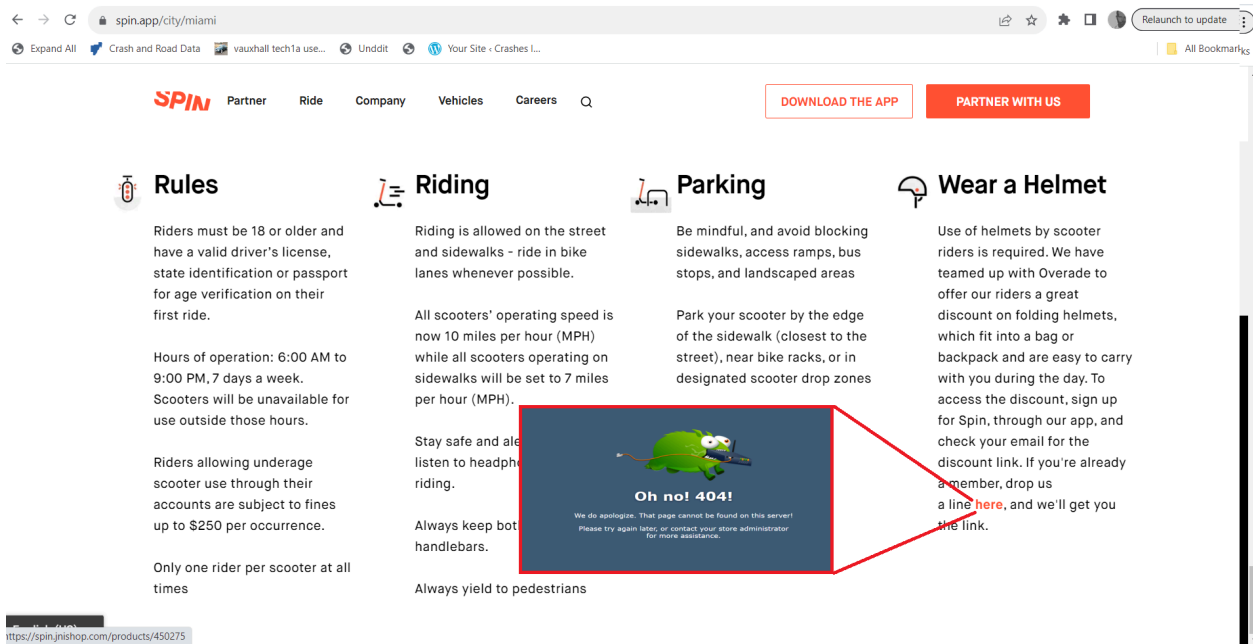 spin.app/city/miami
Relaunch to update
Expand All
Crash and Road Data
vauxhall tech1a use...
Unddit
Your Site ‹ Crashes I...
All Bookmarks
SPIN
Partner
Ride
Company
Vehicles
Careers
DOWNLOAD THE APP
PARTNER WITH US
Rules
Riders must be 18 or older and
have a valid driver's license,
state identification or passport
for age verification on their
first ride.
Hours of operation: 6:00 AM to
9:00 PM, 7 days a week.
Scooters will be unavailable for
use outside those hours.
Riders allowing underage
scooter use through their
accounts are subject to fines
up to $250 per occurrence.
Only one rider per scooter at all
times
Riding
Riding is allowed on the street
and sidewalks - ride in bike
lanes whenever possible.
All scooters' operating speed is
now 10 miles per hour (MPH)
while all scooters operating on
sidewalks will be set to 7 miles
per hour (MPH).
Stay safe and
listen to
riding.
Always keep
handlebars.
Always yield to pedestrians
Parking
Be mindful, and avoid blocking
sidewalks, access ramps, bus
stops, and landscaped areas
Park your scooter by the edge
of the sidewalk (closest to the
street), near bike racks, or in
designated scooter drop zones
Oh no! 404!
We do apologize. That page cannot be found on this server!
Please try again later, or contact your store administrator
for more assistance.
Wear a Helmet
Use of helmets by scooter
riders is required. We have
teamed up with Overade to
offer our riders a great
discount on folding helmets,
which fit into a bag or
backpack and are easy to carry
with you during the day. To
access the discount, sign up
for Spin, through our app, and
check your email for the
discount link. If you're already
a member, drop us
a line here, and we'll get you
the link.
https://spin.jnishop.com/products/450275